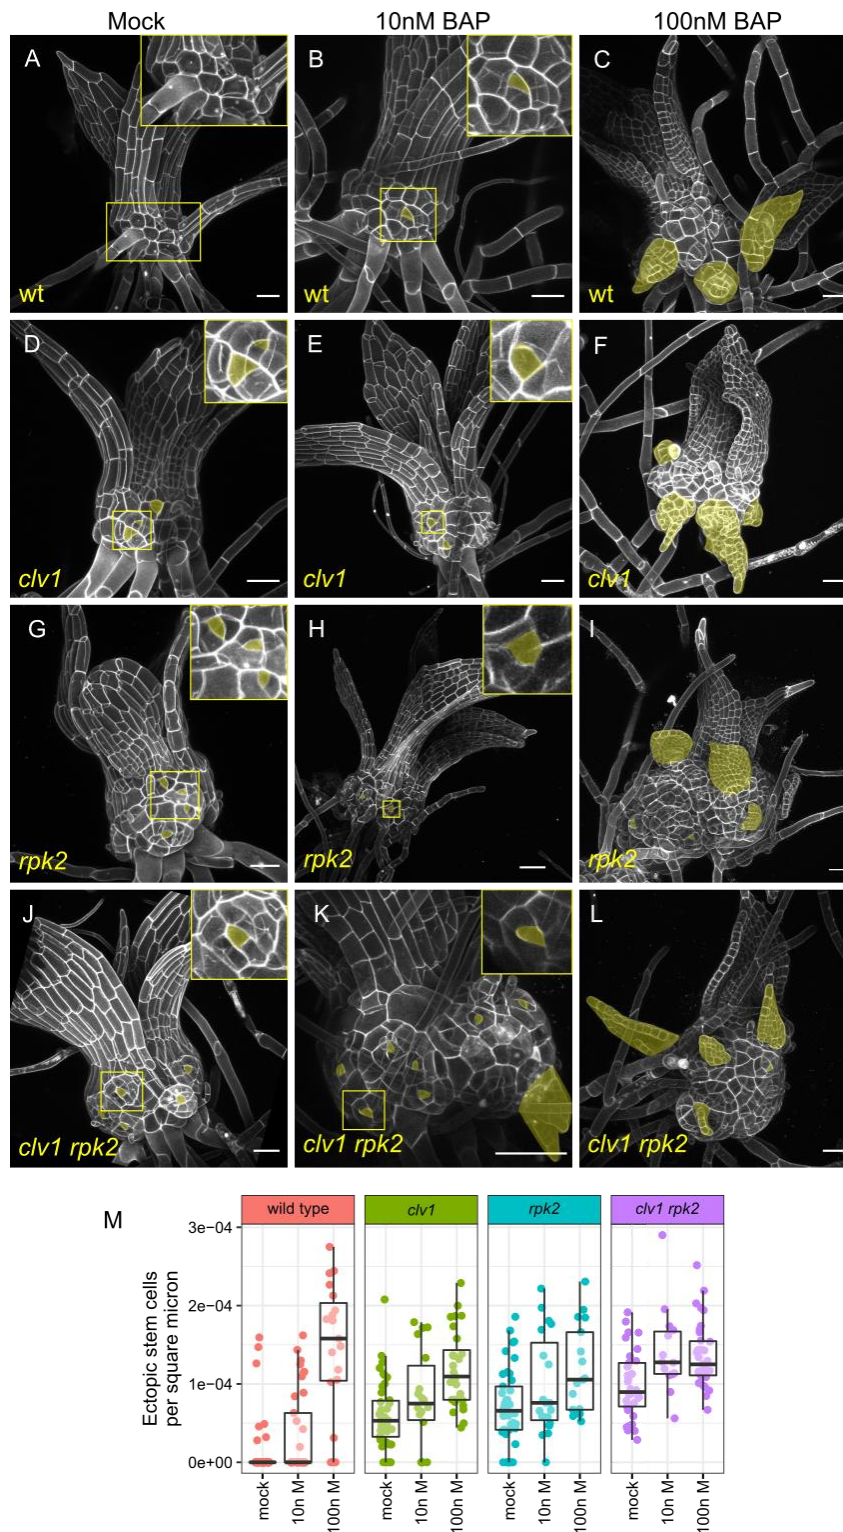 Mock 10nM BAP 100nM BAP
A B C
wt wt wt
D E F
clv1 clv1 clv1
G H I
rpk2 rpk2 rpk2
J K L
clv1 rpk2 clv1 rpk2 clv1 rpk2
M
wild type clv1 rpk2 clv1 rpk2
Ectopic stem cells
per square micron
3e−04
2e−04
1e−04
0e+00
mock 10n M 100n M mock 10n M 100n M mock 10n M 100n M mock 10n M 100n M